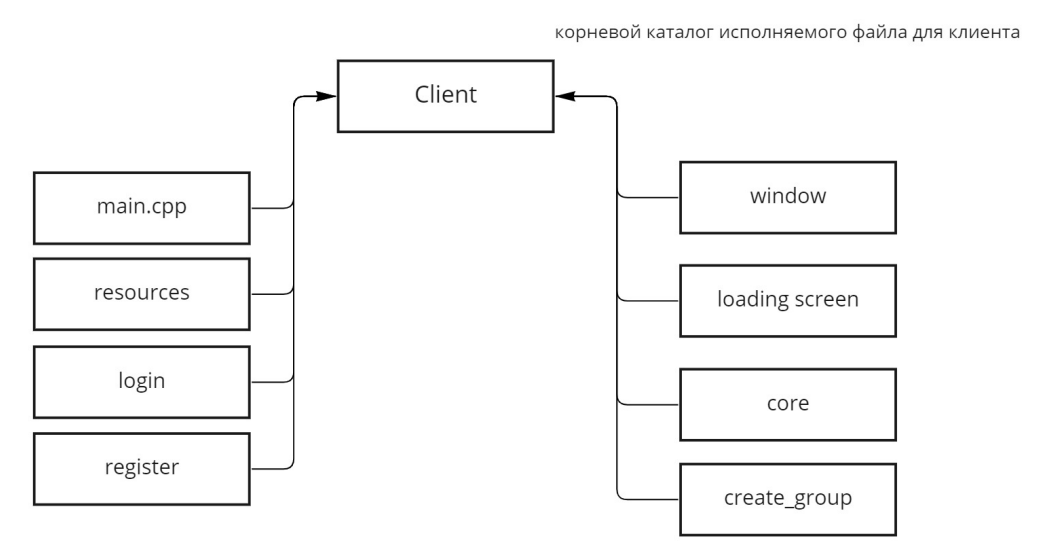 корневой каталог исполняемого файла для клиента
Client
main.cpp
resources
login
register
window
loading screen
core
create_group